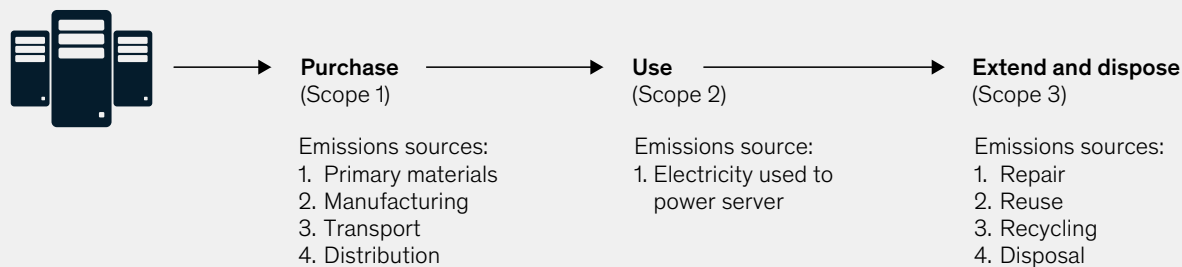 Purchase
(Scope 1)
Emissions sources:
1. Primary materials
2. Manufacturing
3. Transport
4. Distribution
Use
(Scope 2)
Emissions source:
1. Electricity used to
power server
Extend and dispose
(Scope 3)
Emissions sources:
1. Repair
2. Reuse
3. Recycling
4. Disposal